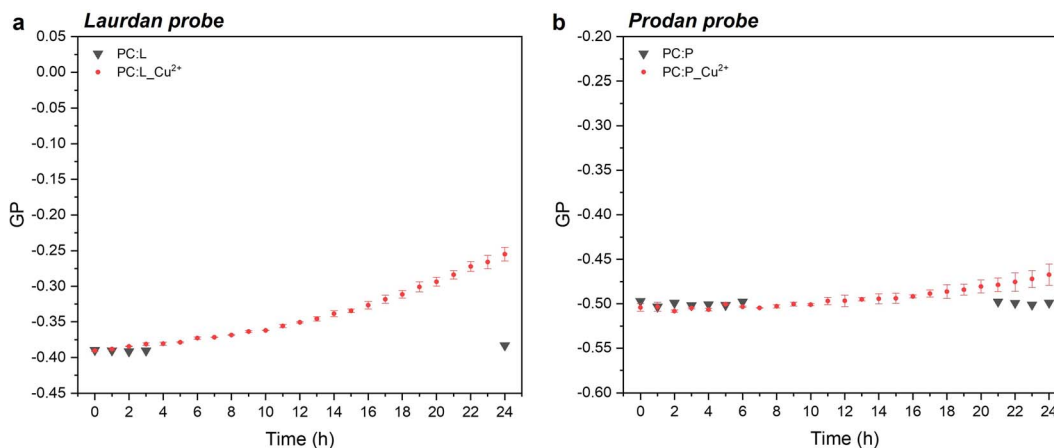 a
Laurdan probe
PC:L
PC:L_Cu²⁺
GP
0.05
0.00
-0.05
-0.10
-0.15
-0.20
-0.25
-0.30
-0.35
-0.40
-0.45
0 2 4 6 8 10 12 14 16 18 20 22 24
Time (h)
b
Prodan probe
PC:P
PC:P_Cu²⁺
GP
-0.20
-0.25
-0.30
-0.35
-0.40
-0.45
-0.50
-0.55
-0.60
0 2 4 6 8 10 12 14 16 18 20 22 24
Time (h)